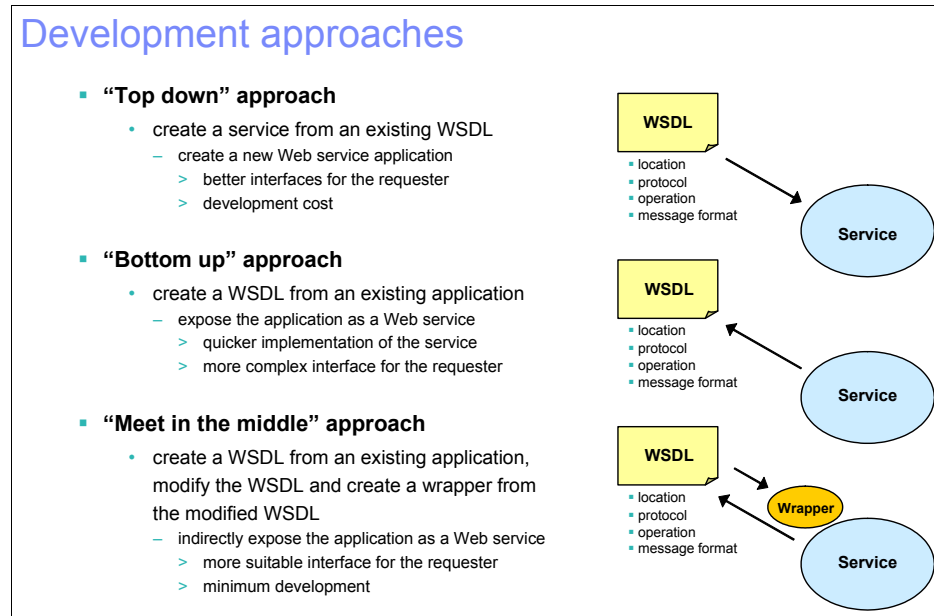 Development approaches
▪ “Top down” approach
• create a service from an existing WSDL
– create a new Web service application
> better interfaces for the requester
> development cost
WSDL
▪ location
▪ protocol
▪ operation
▪ message format
Service
▪ “Bottom up” approach
• create a WSDL from an existing application
– expose the application as a Web service
> quicker implementation of the service
> more complex interface for the requester
WSDL
▪ location
▪ protocol
▪ operation
▪ message format
Service
▪ “Meet in the middle” approach
• create a WSDL from an existing application,
modify the WSDL and create a wrapper from
the modified WSDL
– indirectly expose the application as a Web service
> more suitable interface for the requester
> minimum development
WSDL
▪ location
▪ protocol
▪ operation
▪ message format
Wrapper
Service